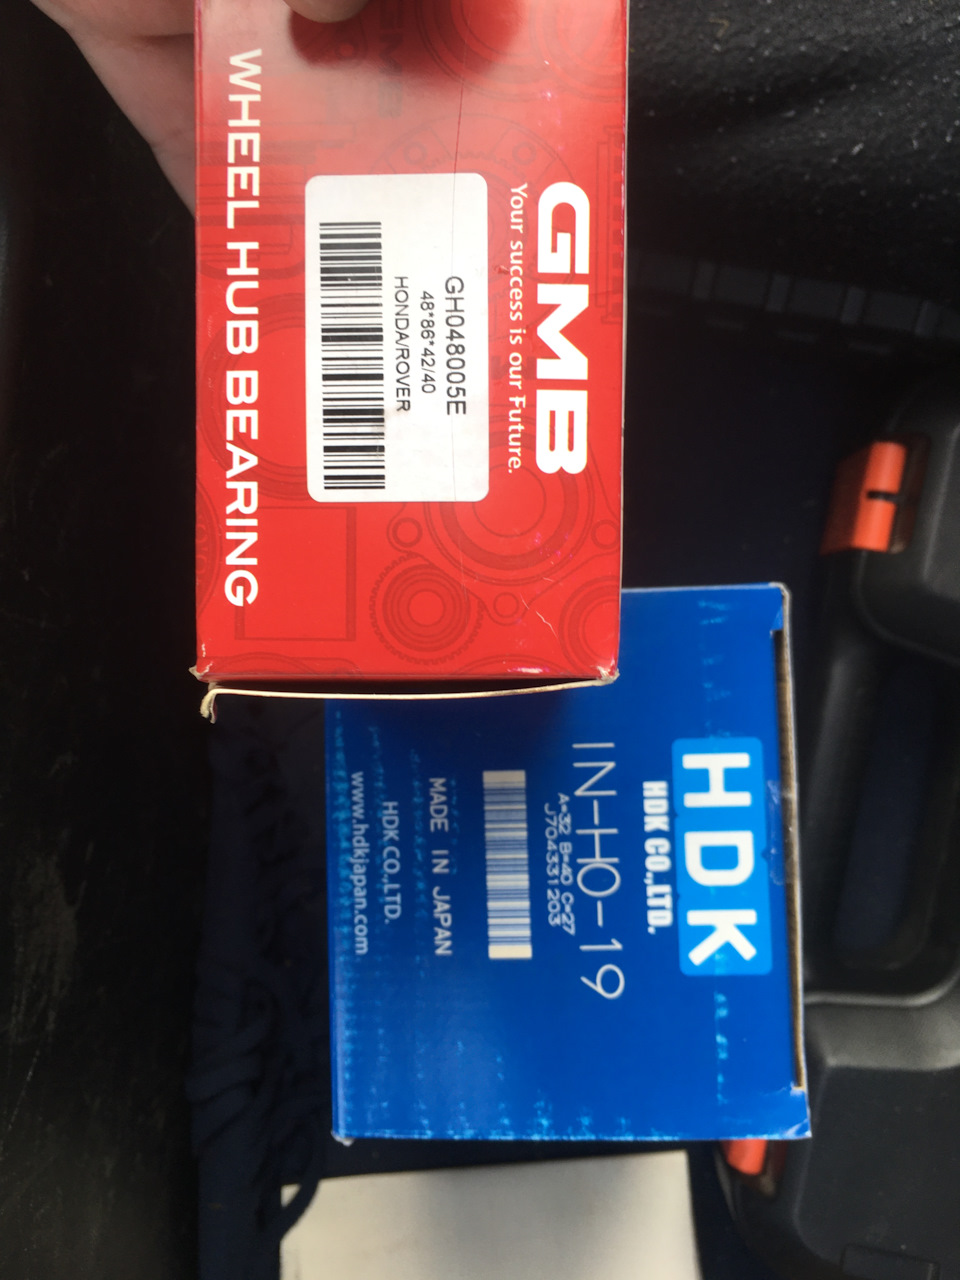 GMB
Your success is our Future.
GH048005E
48*86*42/40
HONDA/ROVER
WHEEL HUB BEARING
HDK
HDK CO.,LTD.
IN-HO-19
A=32 B=40 C=27
J704331203
MADE IN JAPAN
HDK CO.,LTD.
www.hdkjapan.com